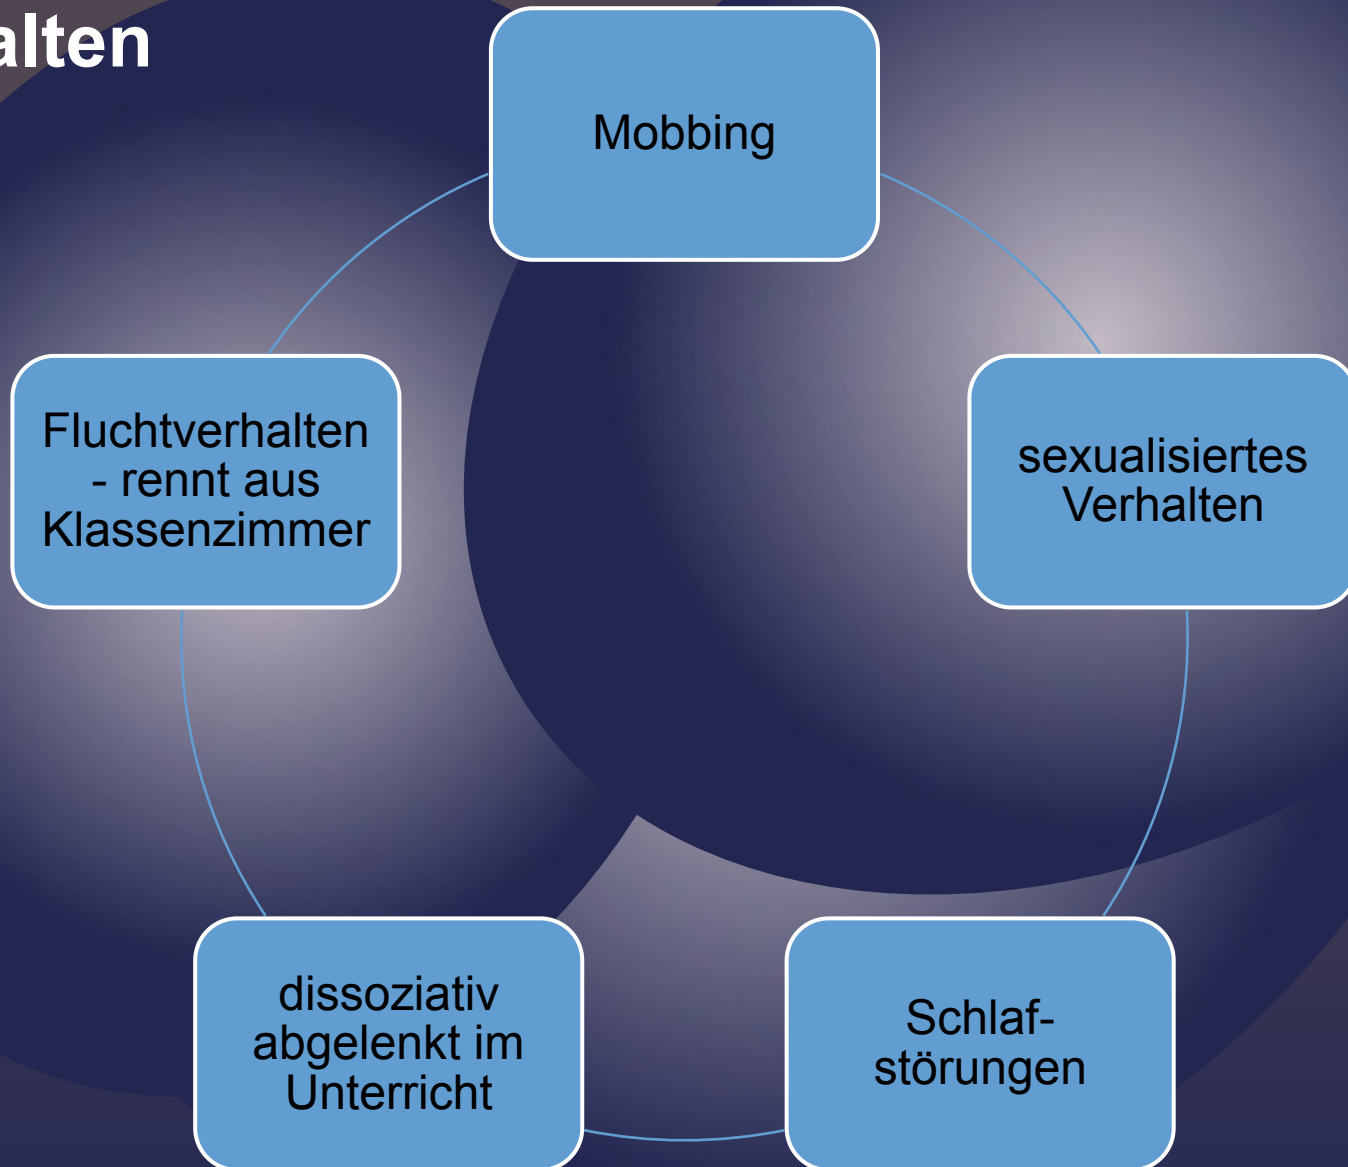 alten
Mobbing
Fluchtverhalten
- rennt aus
Klassenzimmer
sexualisiertes
Verhalten
dissoziativ
abgelenkt im
Unterricht
Schlaf-
störungen